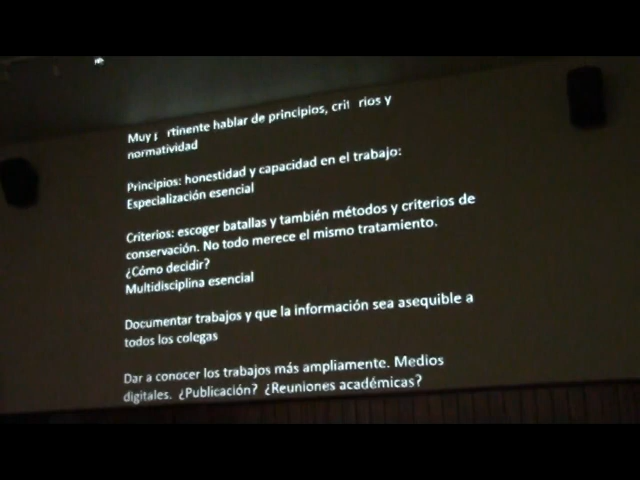 Muy pertinente hablar de principios, criterios y
normatividad
Principios: honestidad y capacidad en el trabajo:
Especialización esencial
Criterios: escoger batallas y también métodos y criterios de
conservación. No todo merece el mismo tratamiento.
¿Cómo decidir?
Multidisciplina esencial
Documentar trabajos y que la información sea asequible a
todos los colegas
Dar a conocer los trabajos más ampliamente. Medios
digitales. ¿Publicación? ¿Reuniones académicas?